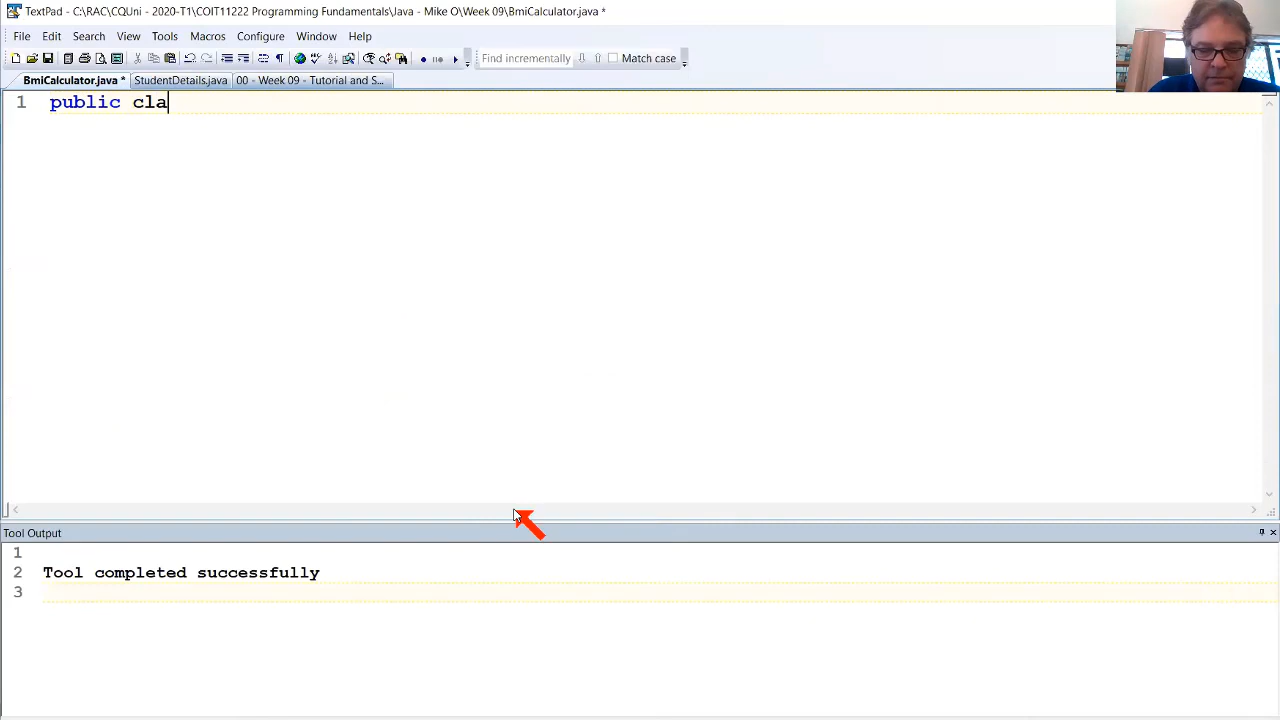 TextPad - C:\RAC\CQUni - 2020-T1\COIT11222 Programming Fundamentals\Java - Mike O\Week 09\BmiCalculator.java *
File Edit Search View Tools Macros Configure Window Help
Find incrementally Match case
BmiCalculator.java * StudentDetails.java 00 - Week 09 - Tutorial and S...
1 public cla
Tool Output
1
2 Tool completed successfully
3